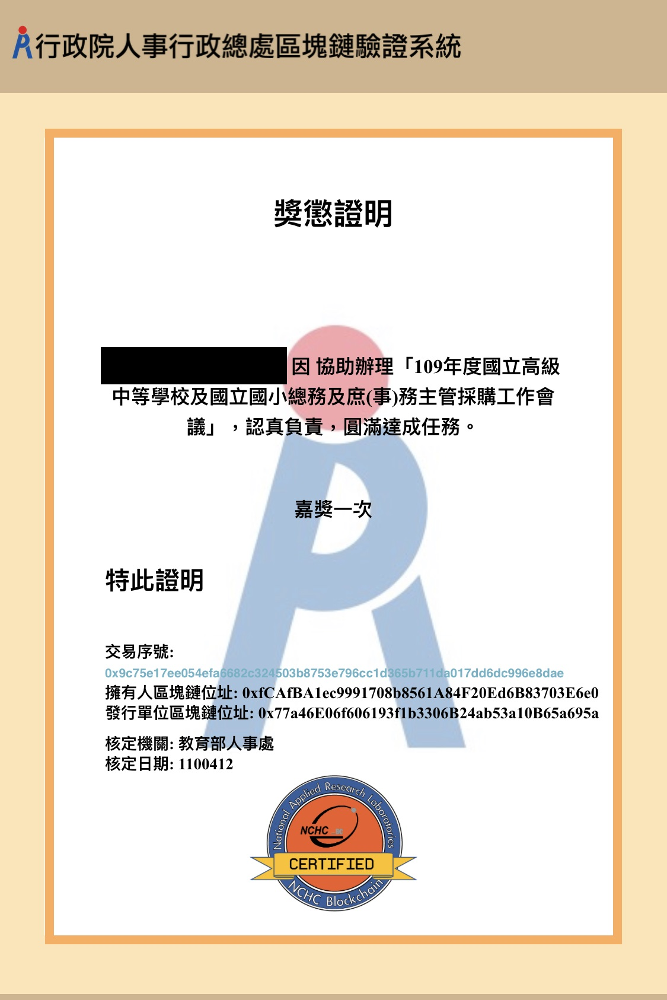 行政院人事行政總處區塊鏈驗證系統
獎懲證明
因 協助辦理「109年度國立高級
中等學校及國立國小總務及庶(事)務主管採購工作會
議」，認真負責，圓滿達成任務。
嘉獎一次
特此證明
交易序號:
0x9c75e17ee054efa6682c324503b8753e796cc1d365b711da017dd6dc996e8dae
擁有人區塊鏈位址: 0xfCAfBA1ec9991708b8561A84F20Ed6B83703E6e0
發行單位區塊鏈位址: 0x77a46E06f606193f1b3306B24ab53a10B65a695a
核定機關: 教育部人事處
核定日期: 1100412
National Applied Research Laboratories
NCHC
CERTIFIED
NCHC Blockchain